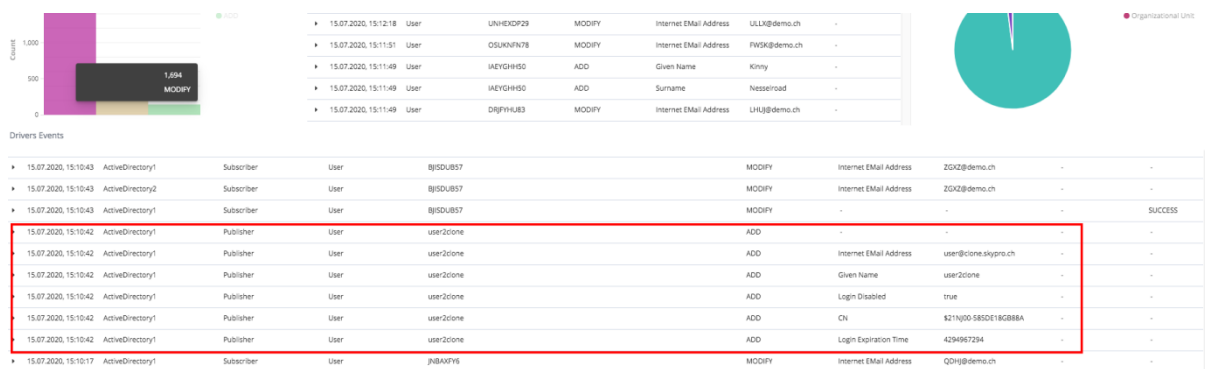 ADD
Count
1,000
500
0
1,694
MODIFY
15.07.2020, 15:12:18 User UNHEXDP29 MODIFY Internet EMail Address ULLX@demo.ch -
15.07.2020, 15:11:51 User OSUKNFN78 MODIFY Internet EMail Address FWSK@demo.ch -
15.07.2020, 15:11:49 User IAEYGHH50 ADD Given Name Kinny -
15.07.2020, 15:11:49 User IAEYGHH50 ADD Surname Nesselroad -
15.07.2020, 15:11:49 User DRJFYHU83 MODIFY Internet EMail Address LHUJ@demo.ch -
Organizational Unit
Drivers Events
15.07.2020, 15:10:43 ActiveDirectory1 Subscriber User BJISDUB57 MODIFY Internet EMail Address ZGXZ@demo.ch - -
15.07.2020, 15:10:43 ActiveDirectory2 Subscriber User BJISDUB57 MODIFY Internet EMail Address ZGXZ@demo.ch - -
15.07.2020, 15:10:43 ActiveDirectory1 Subscriber User BJISDUB57 MODIFY - - - SUCCESS
15.07.2020, 15:10:42 ActiveDirectory1 Publisher User user2clone ADD - - - -
15.07.2020, 15:10:42 ActiveDirectory1 Publisher User user2clone ADD Internet EMail Address user@clone.skypro.ch - -
15.07.2020, 15:10:42 ActiveDirectory1 Publisher User user2clone ADD Given Name user2clone - -
15.07.2020, 15:10:42 ActiveDirectory1 Publisher User user2clone ADD Login Disabled true - -
15.07.2020, 15:10:42 ActiveDirectory1 Publisher User user2clone ADD CN $21NJ00-585DE18GB88A - -
15.07.2020, 15:10:42 ActiveDirectory1 Publisher User user2clone ADD Login Expiration Time 4294967294 - -
15.07.2020, 15:10:17 ActiveDirectory1 Subscriber User JNBAXFY6 MODIFY Internet EMail Address QDHJ@demo.ch - -